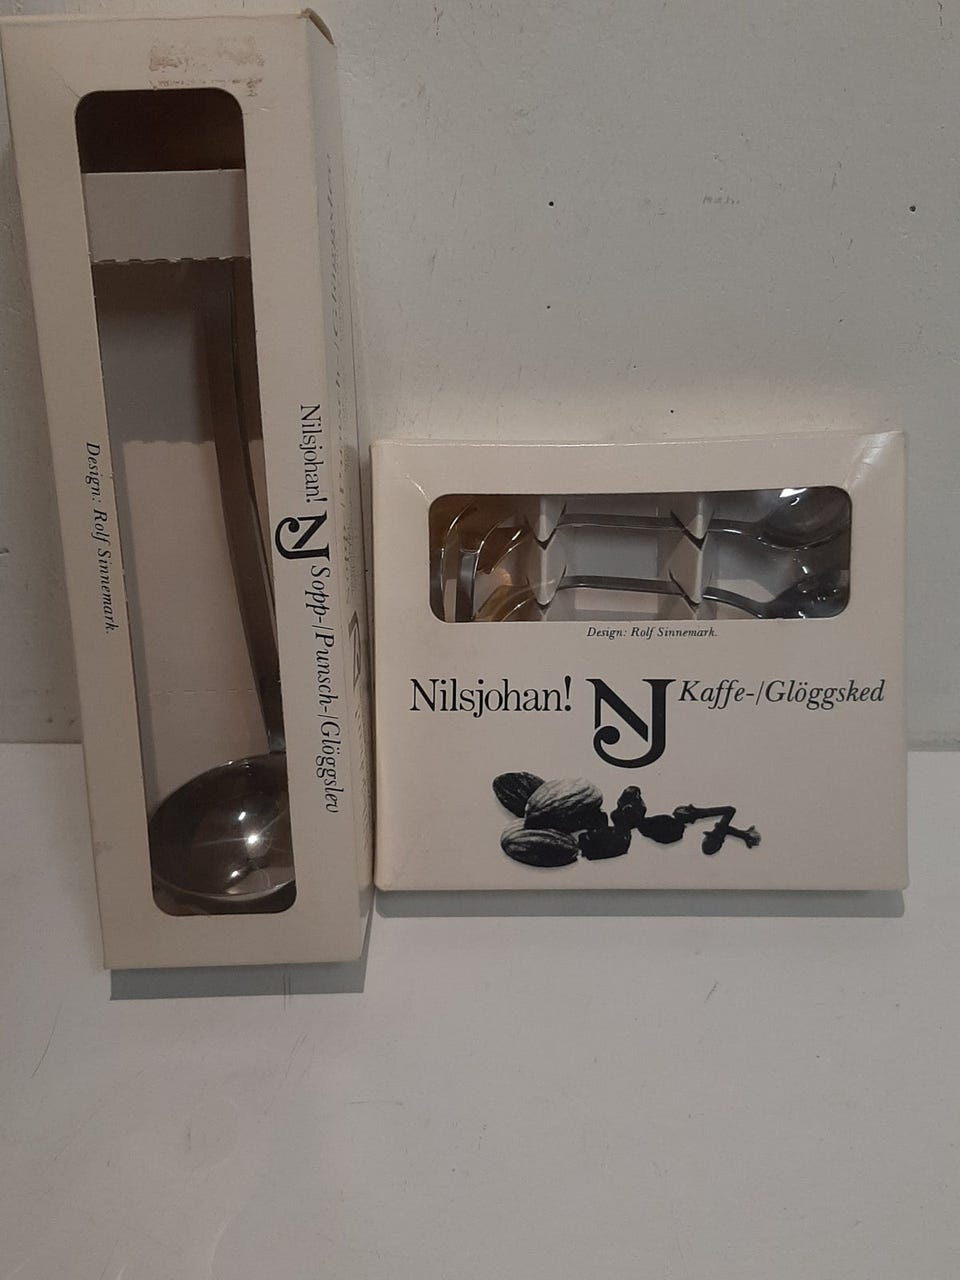 Design: Rolf Sinnemark.
Nilsjohan! NJ Sopp-/Punsch-/Glöggslev
Design: Rolf Sinnemark.
Nilsjohan! NJ Kaffe-/Glöggsked